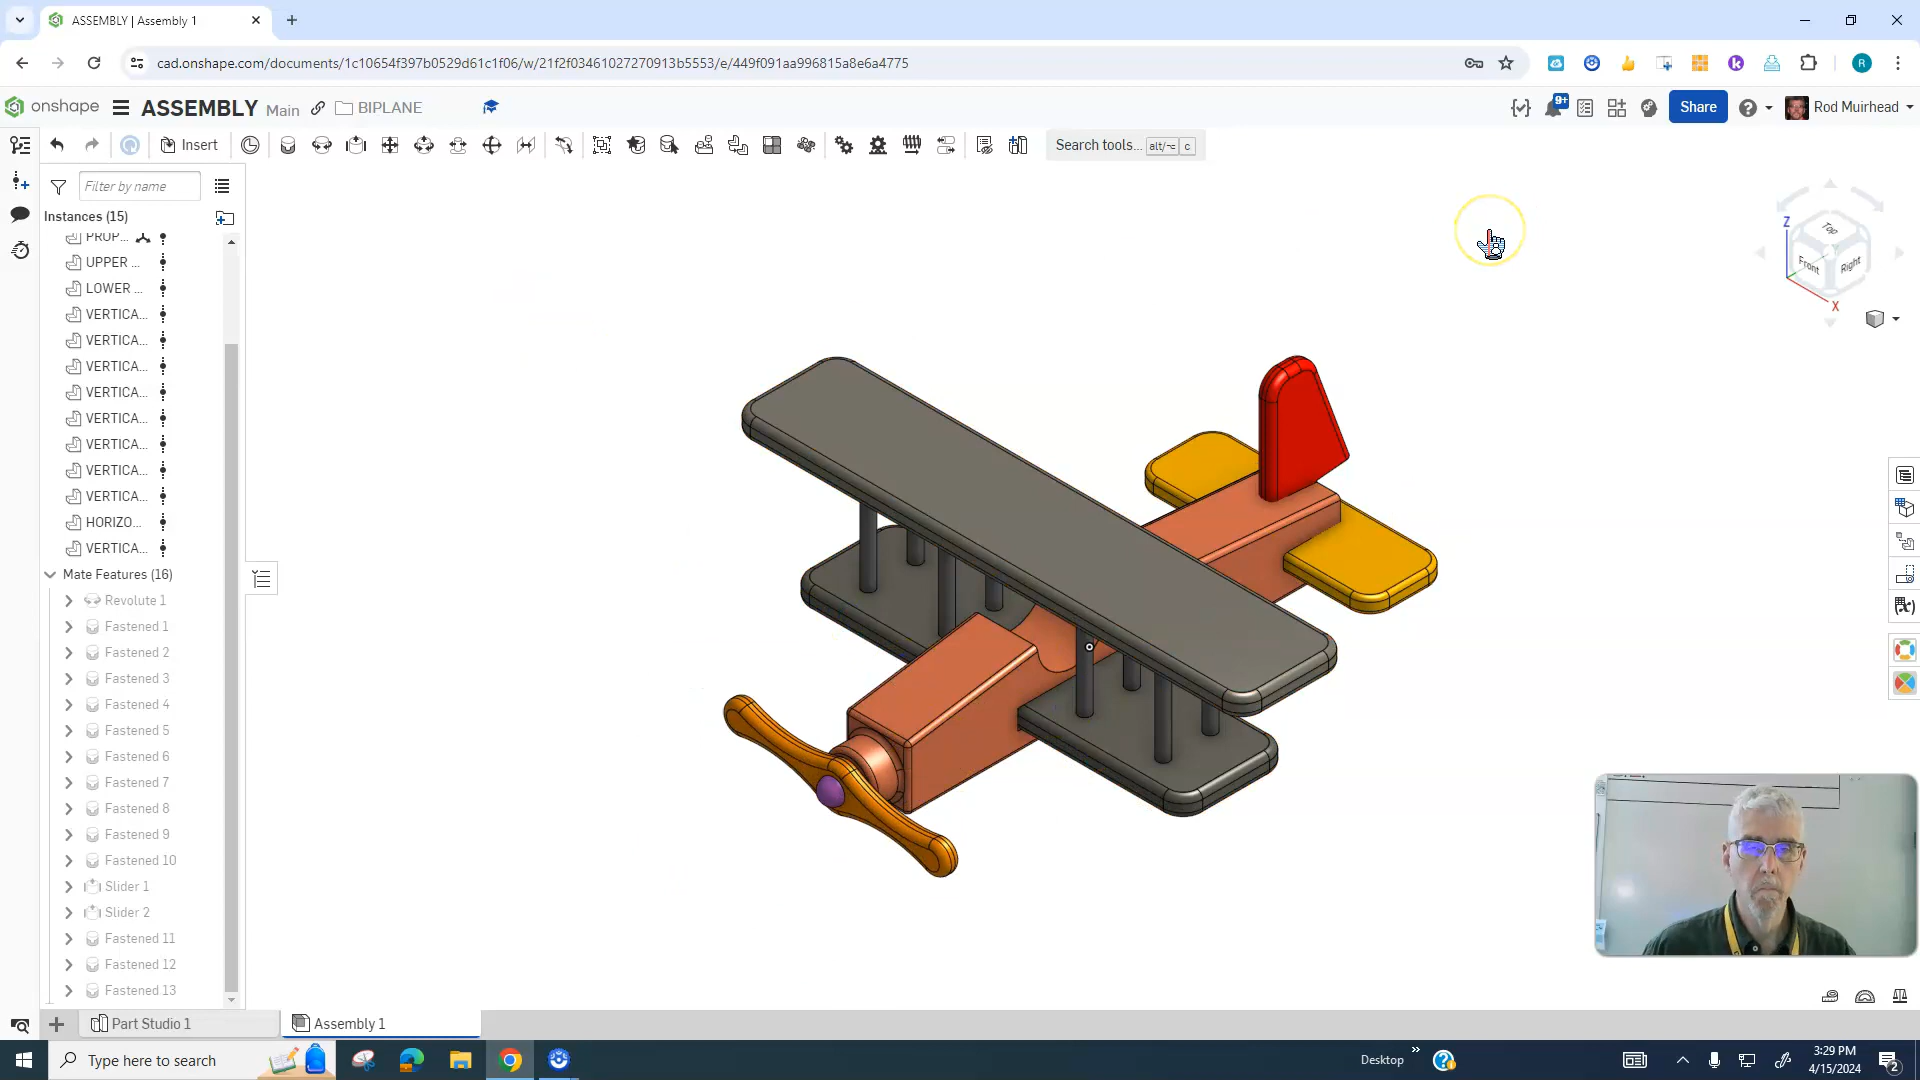 ASSEMBLY | Assembly 1
cad.onshape.com/documents/1c10654f397b0529d61c1f06/w/21f2f03461027270913b5553/e/449f091aa996815a8e6a4775
onshape ASSEMBLY Main BIPLANE
9+
Share
Rod Muirhead
R
Insert
Search tools... alt/⌥ c
Filter by name
Instances (15)
PROP...
UPPER ...
LOWER ...
VERTICA...
VERTICA...
VERTICA...
VERTICA...
VERTICA...
VERTICA...
VERTICA...
VERTICA...
HORIZO...
VERTICA...
Mate Features (16)
Revolute 1
Fastened 1
Fastened 2
Fastened 3
Fastened 4
Fastened 5
Fastened 6
Fastened 7
Fastened 8
Fastened 9
Fastened 10
Slider 1
Slider 2
Fastened 11
Fastened 12
Fastened 13
Z
Top
Front
Right
X
Part Studio 1
Assembly 1
Type here to search
Desktop
3:29 PM
4/15/2024
2